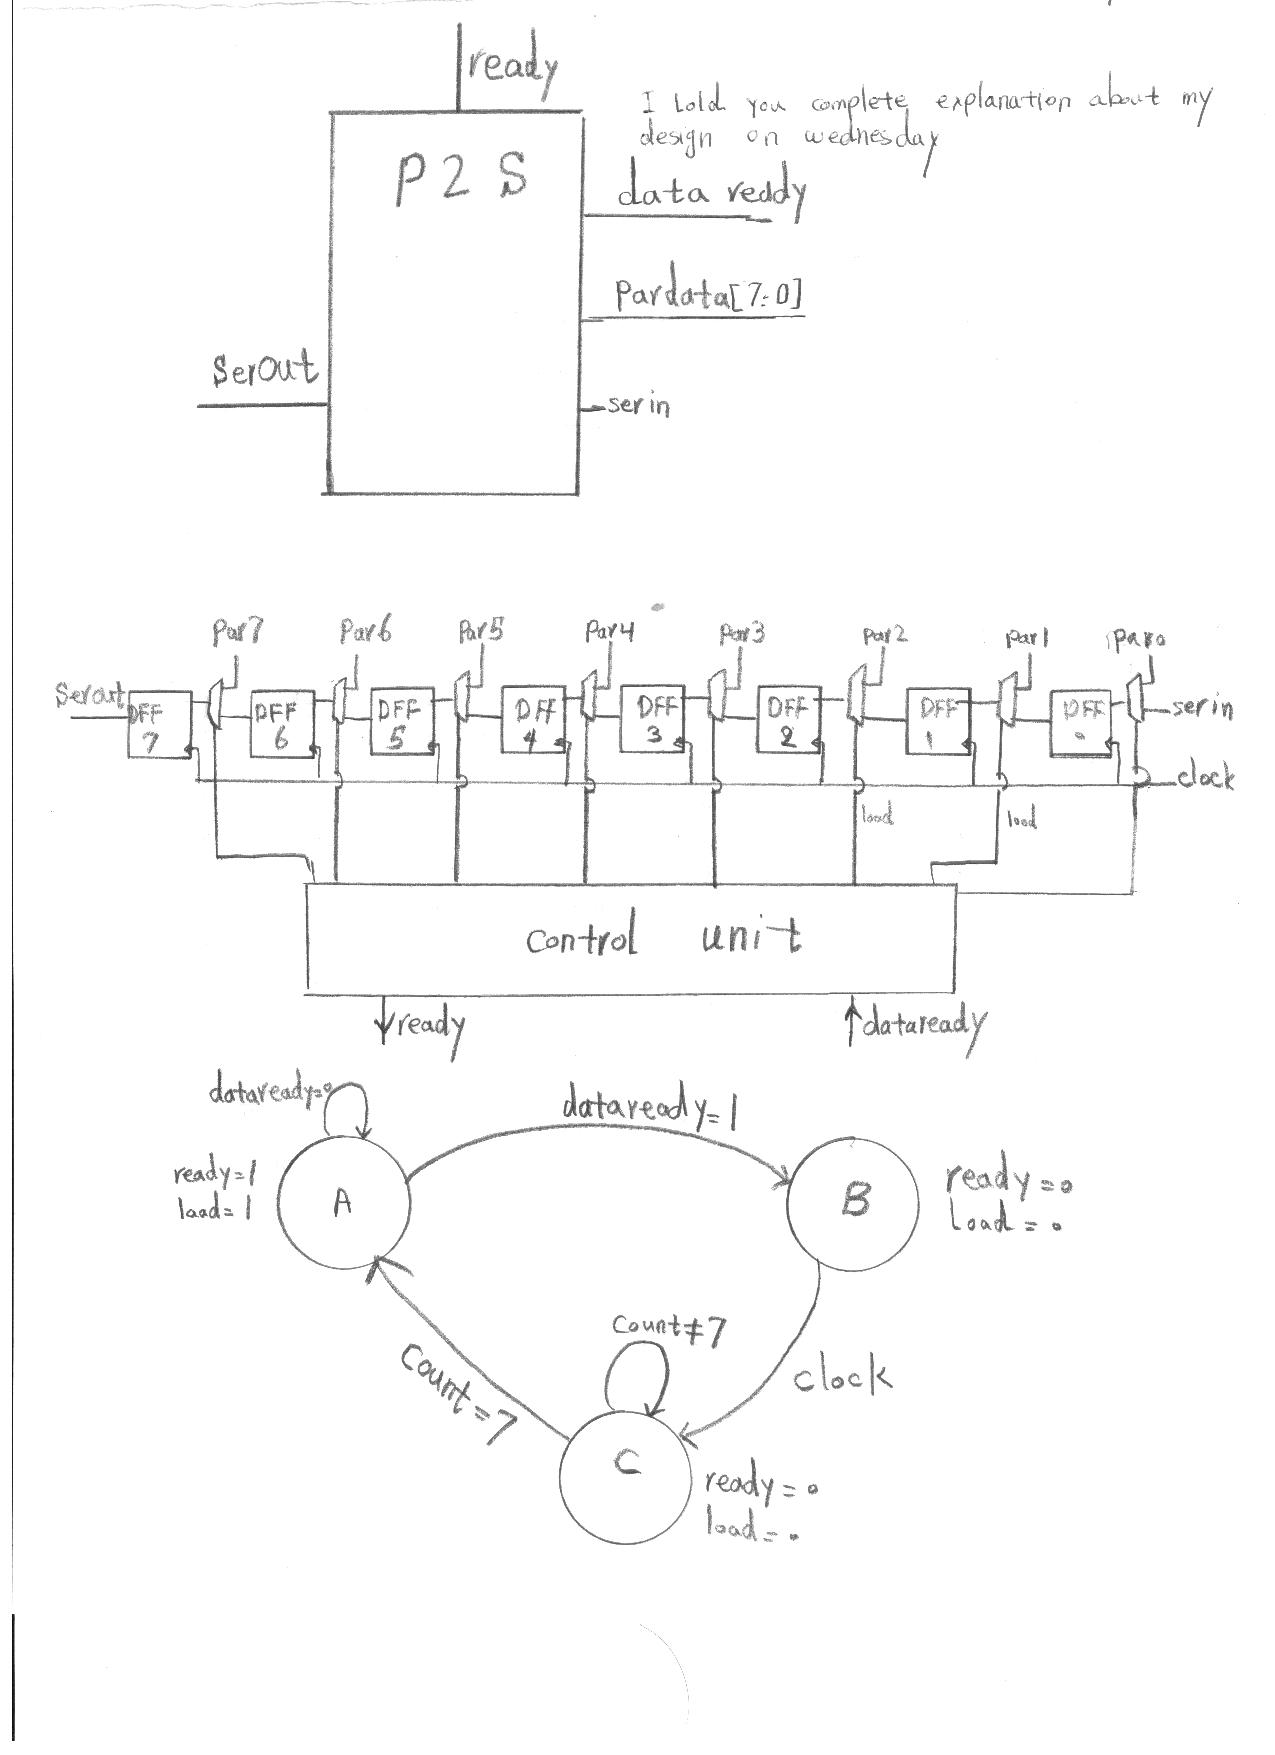 ready
I told you complete explanation about my
design on wednesday
P2S
data ready
Pardata[7:0]
SerOut
serin
Par7 Par6 Par5 Par4 Par3 Par2 Par1 Par0
Serout DFF 7 DFF 6 DFF 5 DFF 4 DFF 3 DFF 2 DFF 1 DFF 0 serin
clock
load load
control unit
ready dataready
dataready=0
dataready=1
ready=1
load=1
A
B
ready=0
Load=0
Count≠7
Count=7
clock
C
ready=0
load=0